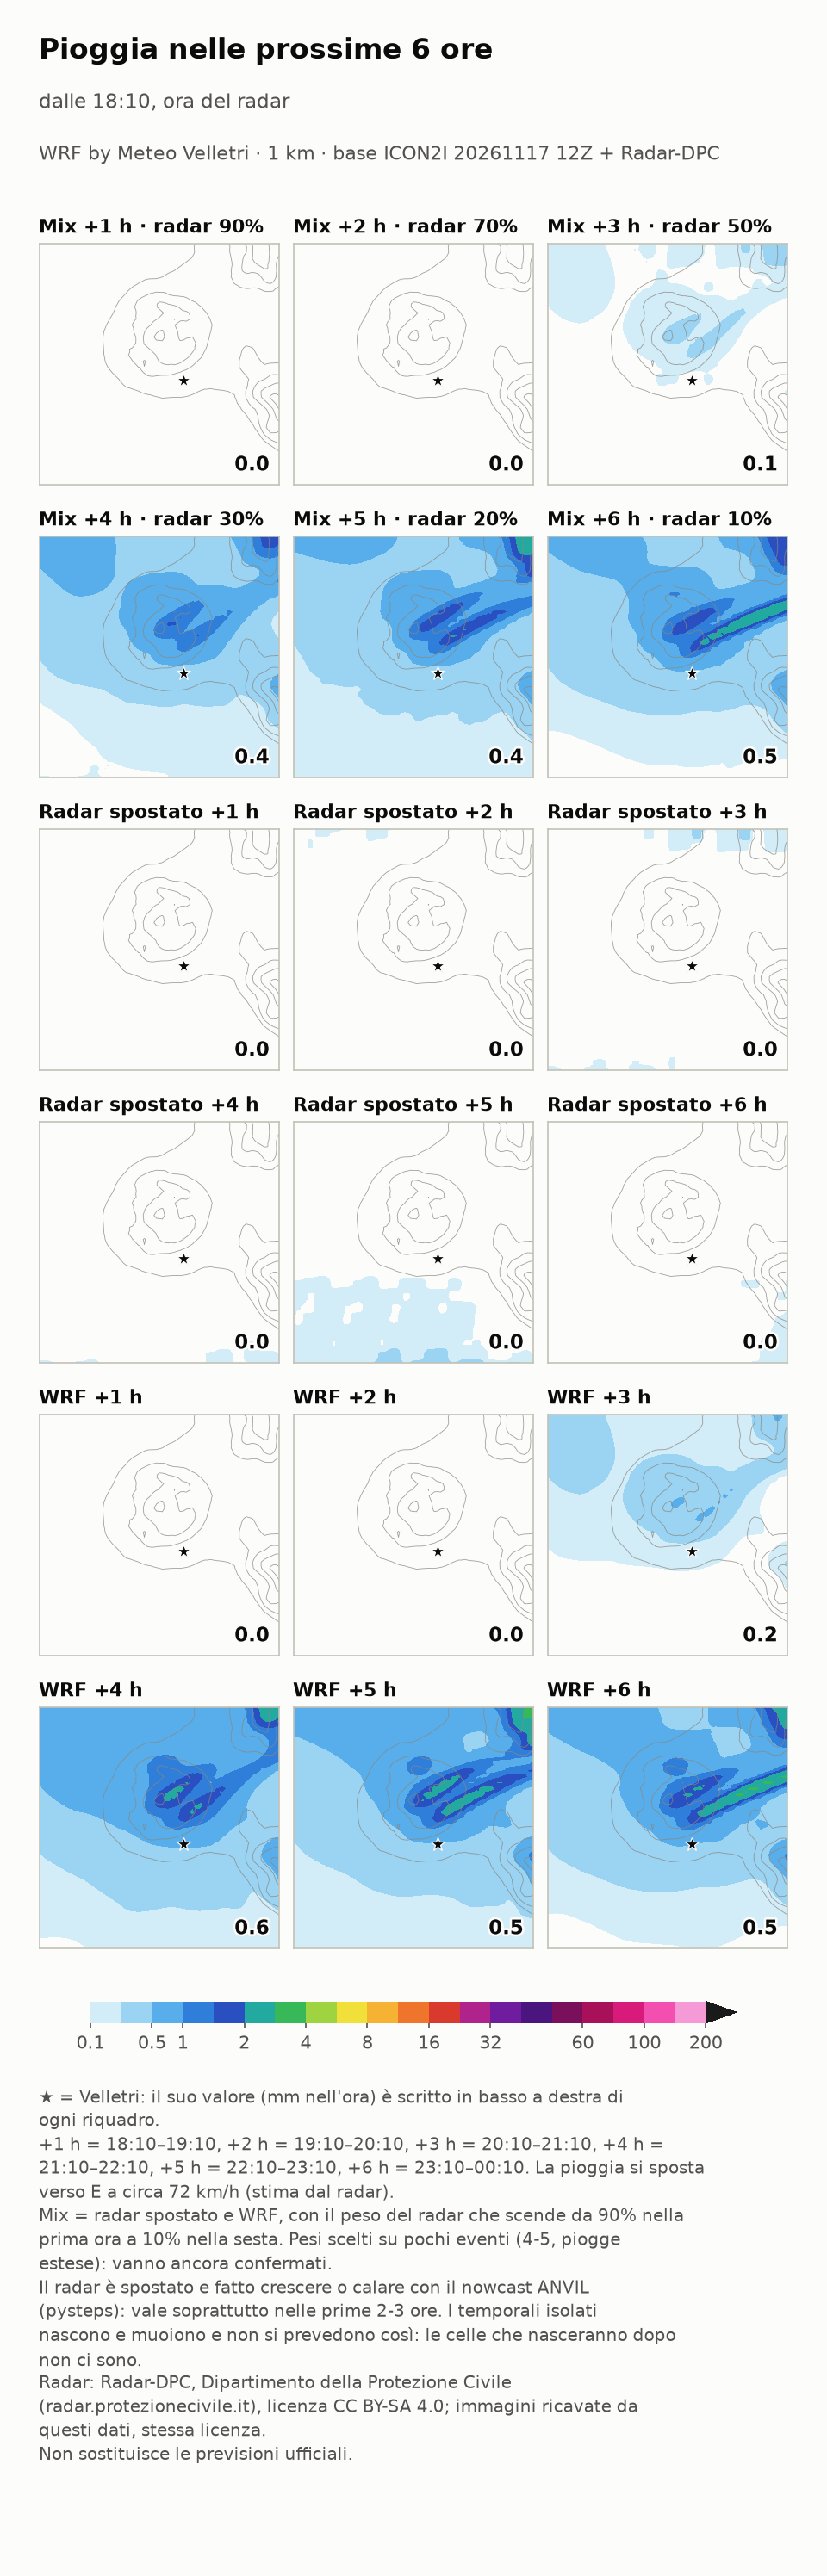 Pioggia nelle prossime 6 ore
dalle 18:10, ora del radar
WRF by Meteo Velletri · 1 km · base ICON2I 20261117 12Z + Radar-DPC
Mix +1 h · radar 90%
Mix +2 h · radar 70%
Mix +3 h · radar 50%
0.0
0.0
0.1
Mix +4 h · radar 30%
Mix +5 h · radar 20%
Mix +6 h · radar 10%
0.4
0.4
0.5
Radar spostato +1 h
Radar spostato +2 h
Radar spostato +3 h
0.0
0.0
0.0
Radar spostato +4 h
Radar spostato +5 h
Radar spostato +6 h
0.0
0.0
0.0
WRF +1 h
WRF +2 h
WRF +3 h
0.0
0.0
0.2
WRF +4 h
WRF +5 h
WRF +6 h
0.6
0.5
0.5
0.1 0.5 1 2 4 8 16 32 60 100 200
★ = Velletri: il suo valore (mm nell'ora) è scritto in basso a destra di
ogni riquadro.
+1 h = 18:10–19:10, +2 h = 19:10–20:10, +3 h = 20:10–21:10, +4 h =
21:10–22:10, +5 h = 22:10–23:10, +6 h = 23:10–00:10. La pioggia si sposta
verso E a circa 72 km/h (stima dal radar).
Mix = radar spostato e WRF, con il peso del radar che scende da 90% nella
prima ora a 10% nella sesta. Pesi scelti su pochi eventi (4-5, piogge
estese): vanno ancora confermati.
Il radar è spostato e fatto crescere o calare con il nowcast ANVIL
(pysteps): vale soprattutto nelle prime 2-3 ore. I temporali isolati
nascono e muoiono e non si prevedono così: le celle che nasceranno dopo
non ci sono.
Radar: Radar-DPC, Dipartimento della Protezione Civile
(radar.protezionecivile.it), licenza CC BY-SA 4.0; immagini ricavate da
questi dati, stessa licenza.
Non sostituisce le previsioni ufficiali.